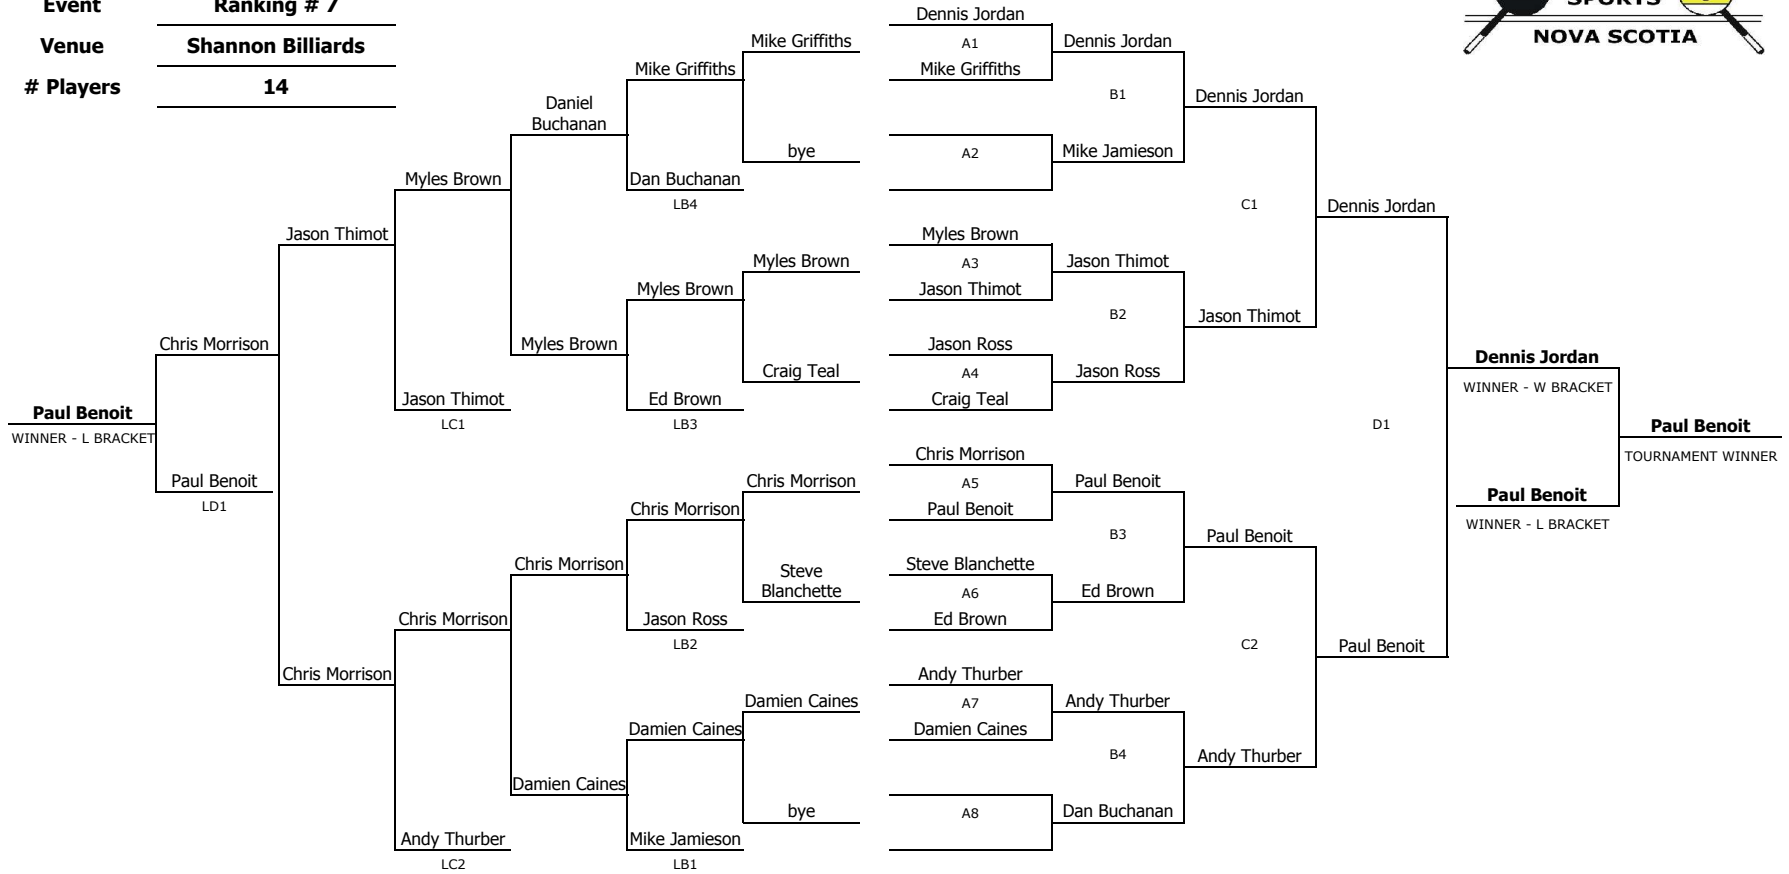 Event
Ranking # 7
Venue
Shannon Billiards
# Players
14
SPORTS
NOVA SCOTIA
Dennis Jordan
Mike Griffiths
A1
Dennis Jordan
Mike Griffiths
Mike Griffiths
B1
Dennis Jordan
Daniel
Buchanan
bye
A2
Mike Jamieson
Myles Brown
Dan Buchanan
LB4
C1
Dennis Jordan
Jason Thimot
Myles Brown
Myles Brown
A3
Jason Thimot
Myles Brown
Jason Thimot
B2
Jason Thimot
Chris Morrison
Myles Brown
Jason Ross
Craig Teal
A4
Jason Ross
Dennis Jordan
WINNER - W BRACKET
Jason Thimot
LC1
Ed Brown
LB3
Craig Teal
Paul Benoit
WINNER - L BRACKET
D1
Paul Benoit
TOURNAMENT WINNER
Chris Morrison
Paul Benoit
LD1
Chris Morrison
A5
Paul Benoit
Chris Morrison
Paul Benoit
B3
Paul Benoit
Paul Benoit
WINNER - L BRACKET
Chris Morrison
Steve
Blanchette
Steve Blanchette
A6
Ed Brown
Chris Morrison
Jason Ross
LB2
Ed Brown
C2
Paul Benoit
Chris Morrison
Andy Thurber
Damien Caines
A7
Andy Thurber
Damien Caines
Damien Caines
B4
Andy Thurber
Damien Caines
bye
A8
Dan Buchanan
Andy Thurber
LC2
Mike Jamieson
LB1